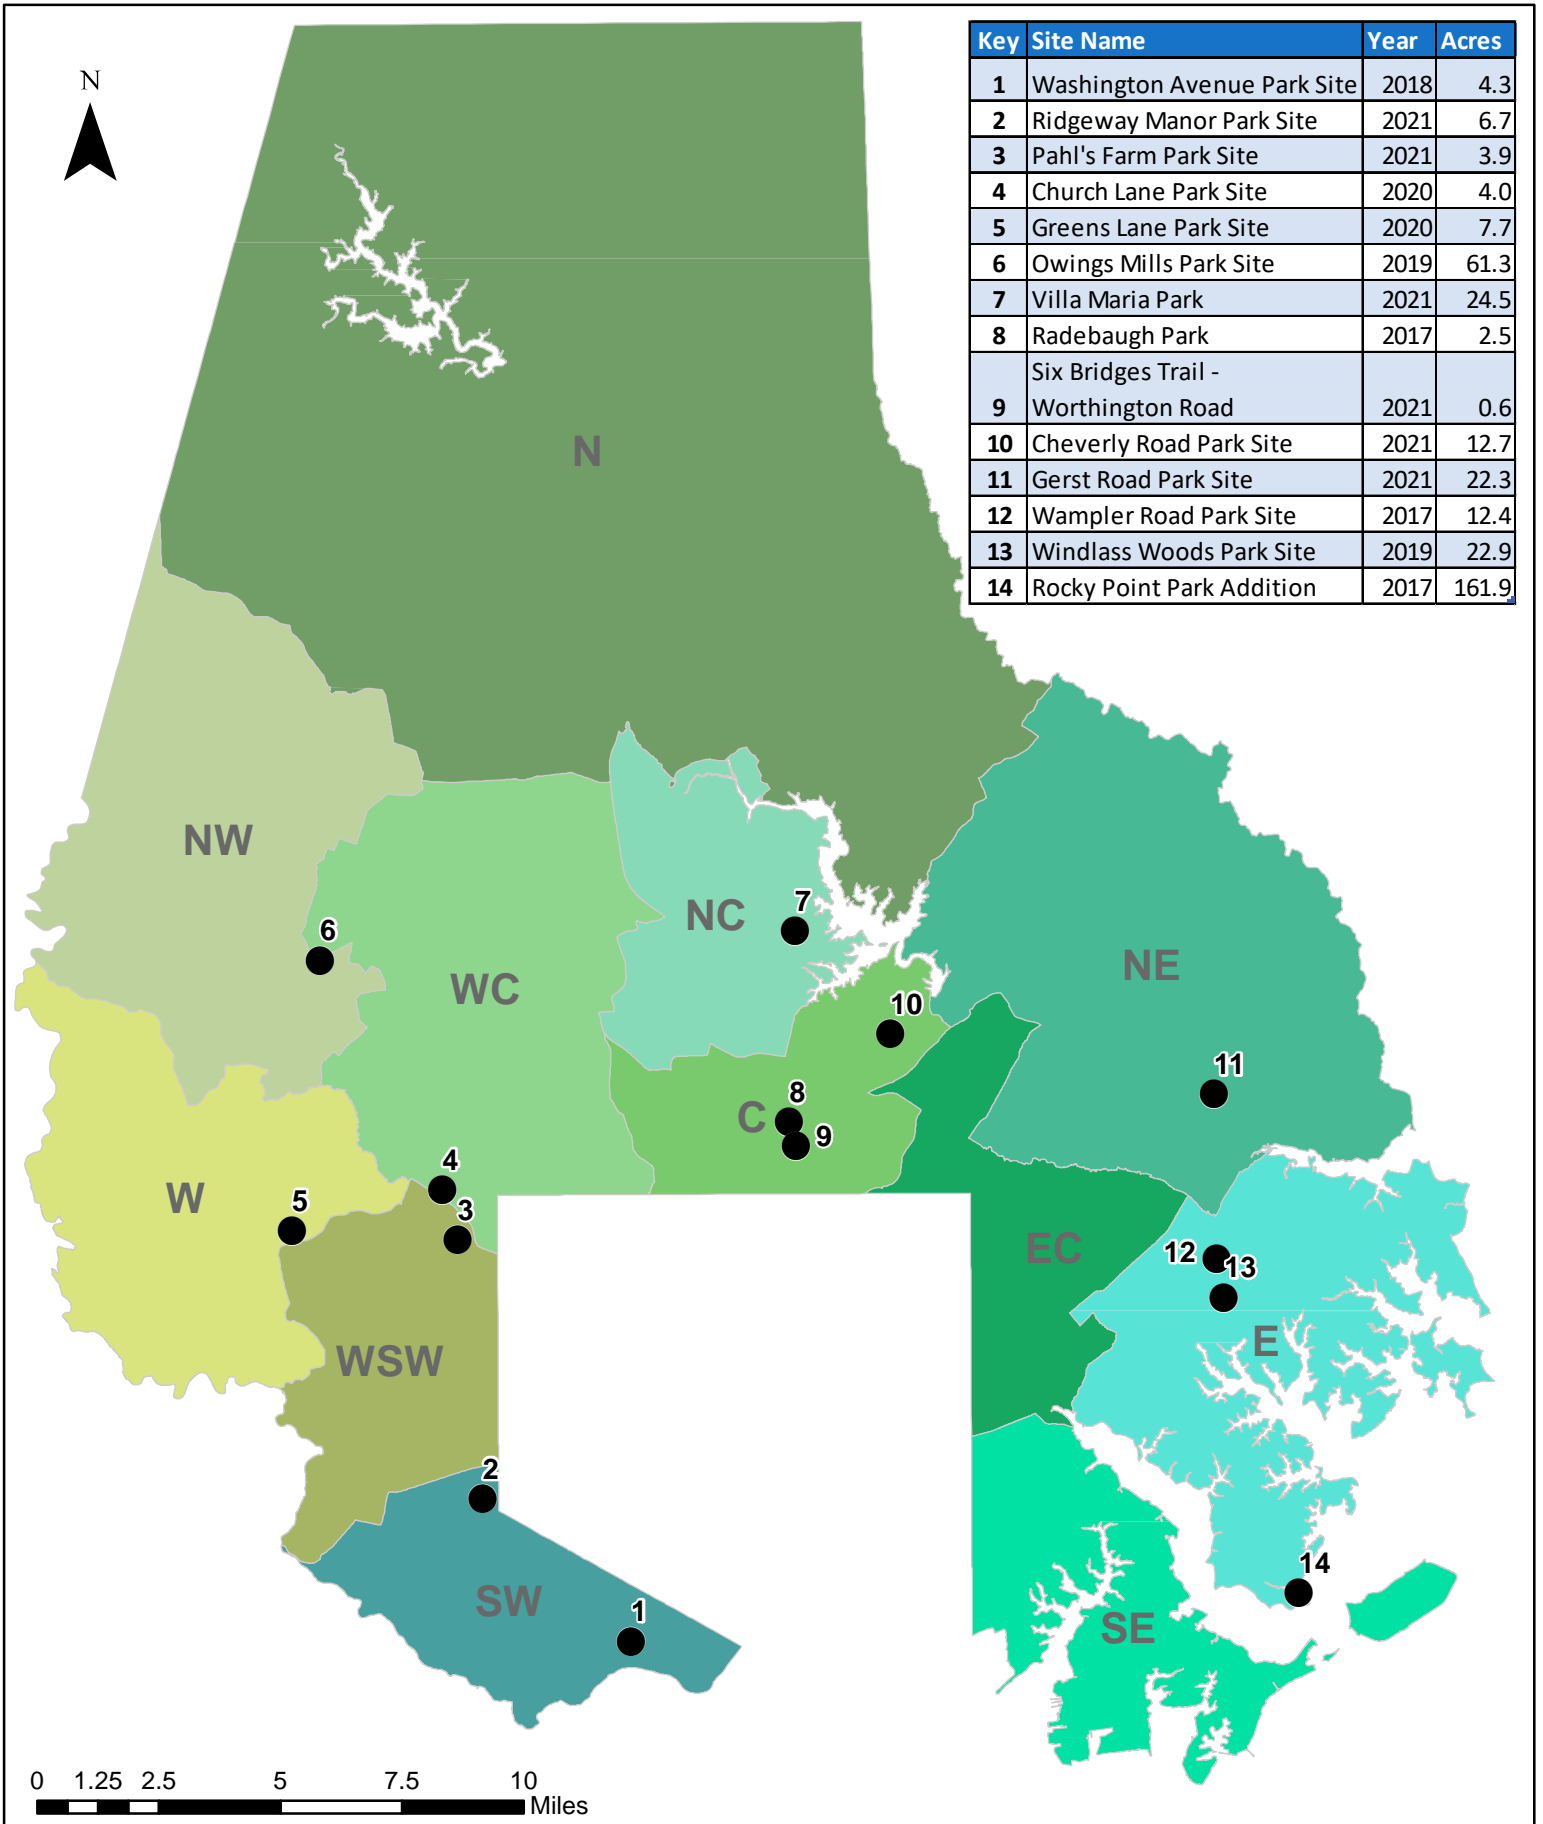 N
Key Site Name Year Acres
1 Washington Avenue Park Site 2018 4.3
2 Ridgeway Manor Park Site 2021 6.7
3 Pahl's Farm Park Site 2021 3.9
4 Church Lane Park Site 2020 4.0
5 Greens Lane Park Site 2020 7.7
6 Owings Mills Park Site 2019 61.3
7 Villa Maria Park 2021 24.5
8 Radebaugh Park 2017 2.5
Six Bridges Trail -
9 Worthington Road 2021 0.6
10 Cheverly Road Park Site 2021 12.7
11 Gerst Road Park Site 2021 22.3
12 Wampler Road Park Site 2017 12.4
13 Windlass Woods Park Site 2019 22.9
14 Rocky Point Park Addition 2017 161.9
N
NW
7
NC
6
NE
WC
10
11
8
C
9
4
W
5
3
EC
12
13
E
WSW
2
14
SW
1
SE
0 1.25 2.5 5 7.5 10
Miles